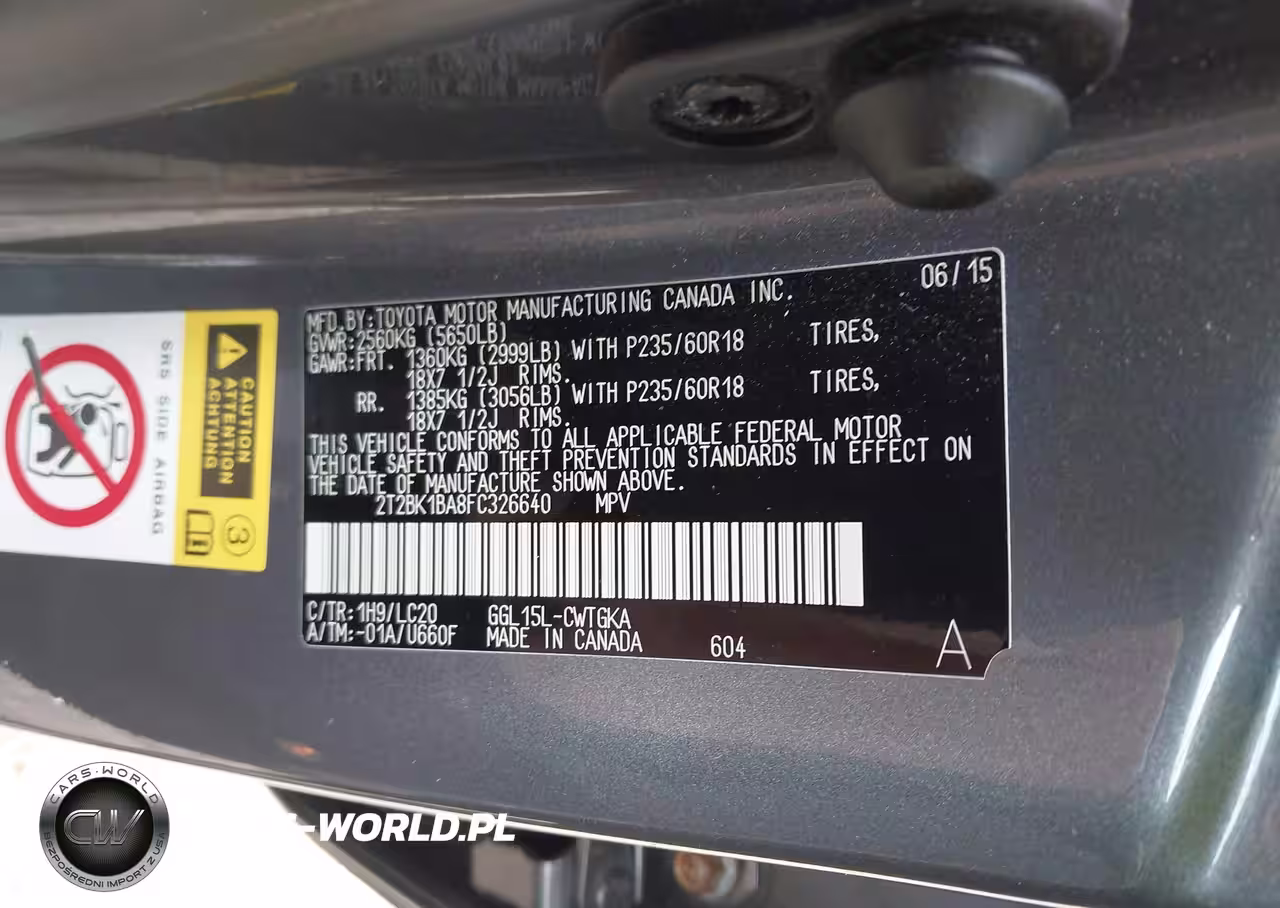 06/15
MFD.BY:TOYOTA MOTOR MANUFACTURING CANADA INC.
GVWR:2560KG (5650LB)
GAWR:FRT. 1360KG (2999LB) WITH P235/60R18 TIRES,
18X7 1/2J RIMS.
RR. 1385KG (3056LB) WITH P235/60R18 TIRES,
18X7 1/2J RIMS.
THIS VEHICLE CONFORMS TO ALL APPLICABLE FEDERAL MOTOR
VEHICLE SAFETY AND THEFT PREVENTION STANDARDS IN EFFECT ON
THE DATE OF MANUFACTURE SHOWN ABOVE.
2T2BK1BA8FC326640 MPV
C/TR: 1H9/LC20 GGL15L-CWTGKA
A/TM:-01A/U660F MADE IN CANADA 604
A
CAUTION
ATTENTION
ACHTUNG
SRS SIDE AIRBAG
3
CARS-WORLD
CW
BEZPOŚREDNI IMPORT Z USA
-WORLD.PL